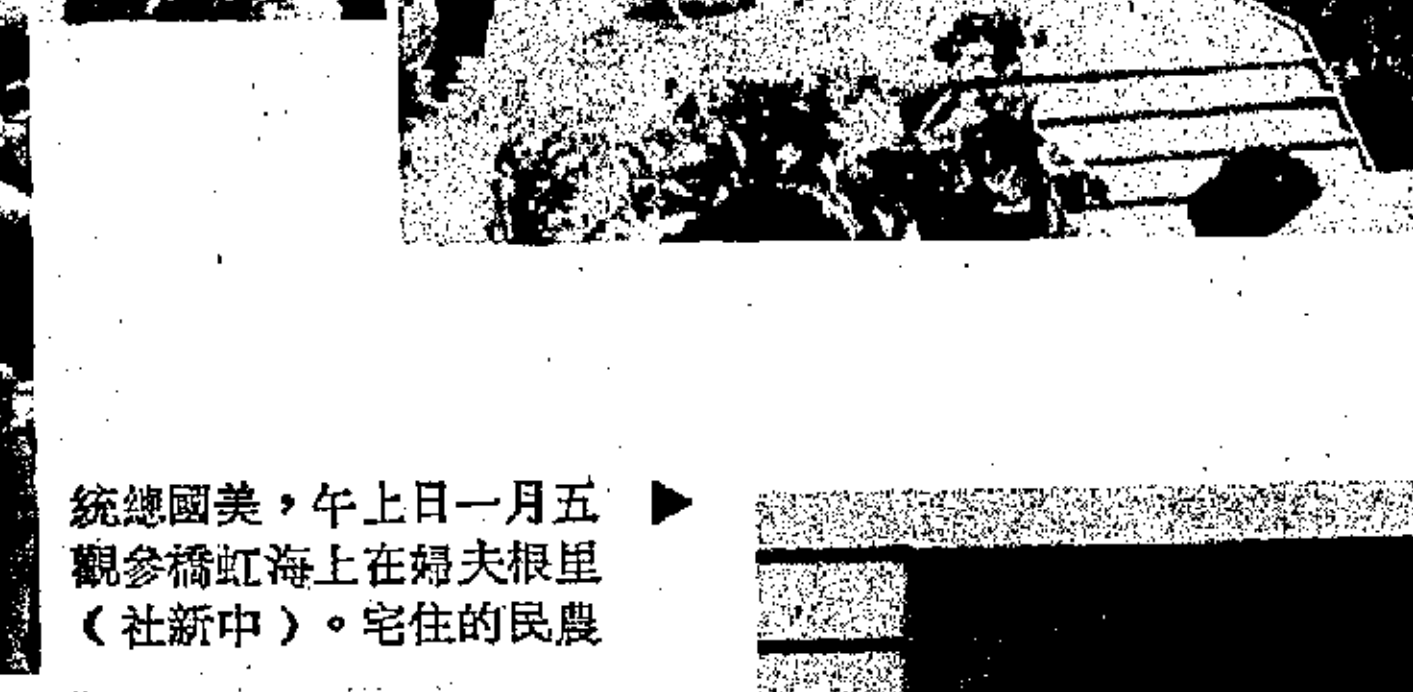 五月一日上午，美國總統
里根夫婦在上海虹橋參觀
農民的住宅。（中新社）